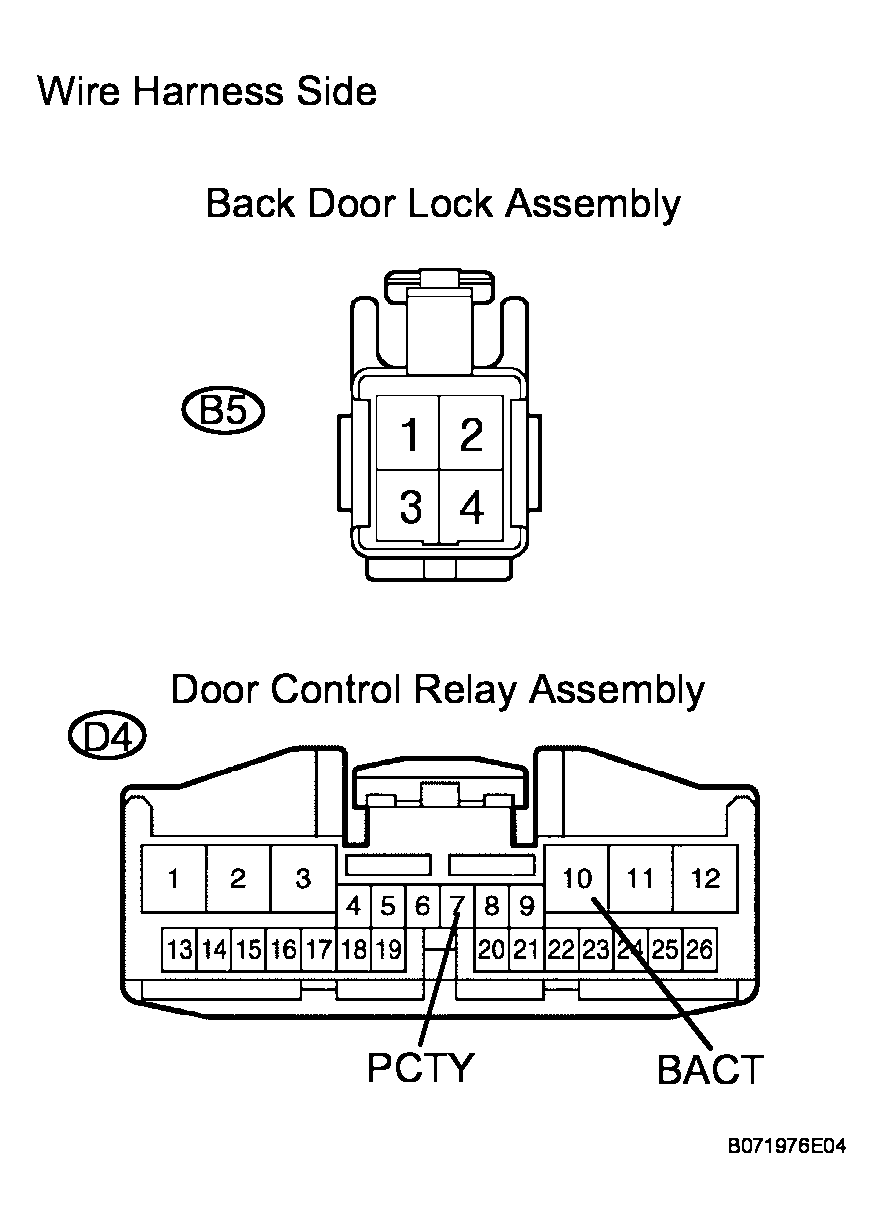 Wire Harness Side
Back Door Lock Assembly
B5
1 2
3 4
Door Control Relay Assembly
D4
1 2 3 10 11 12
4 5 6 7 8 9
13 14 15 16 17 18 19 20 21 22 23 24 25 26
PCTY
BACT
B071976E04